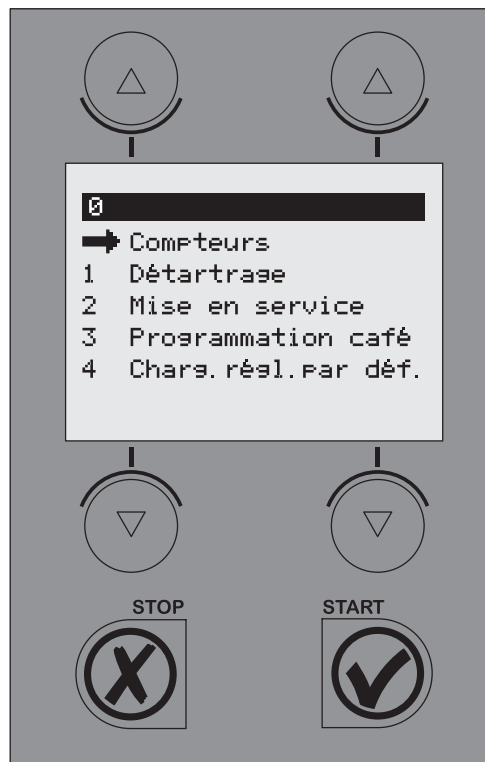 0
Compteurs
1 Détartrage
2 Mise en service
3 Programmation café
4 Charg.régl.par déf.
STOP START